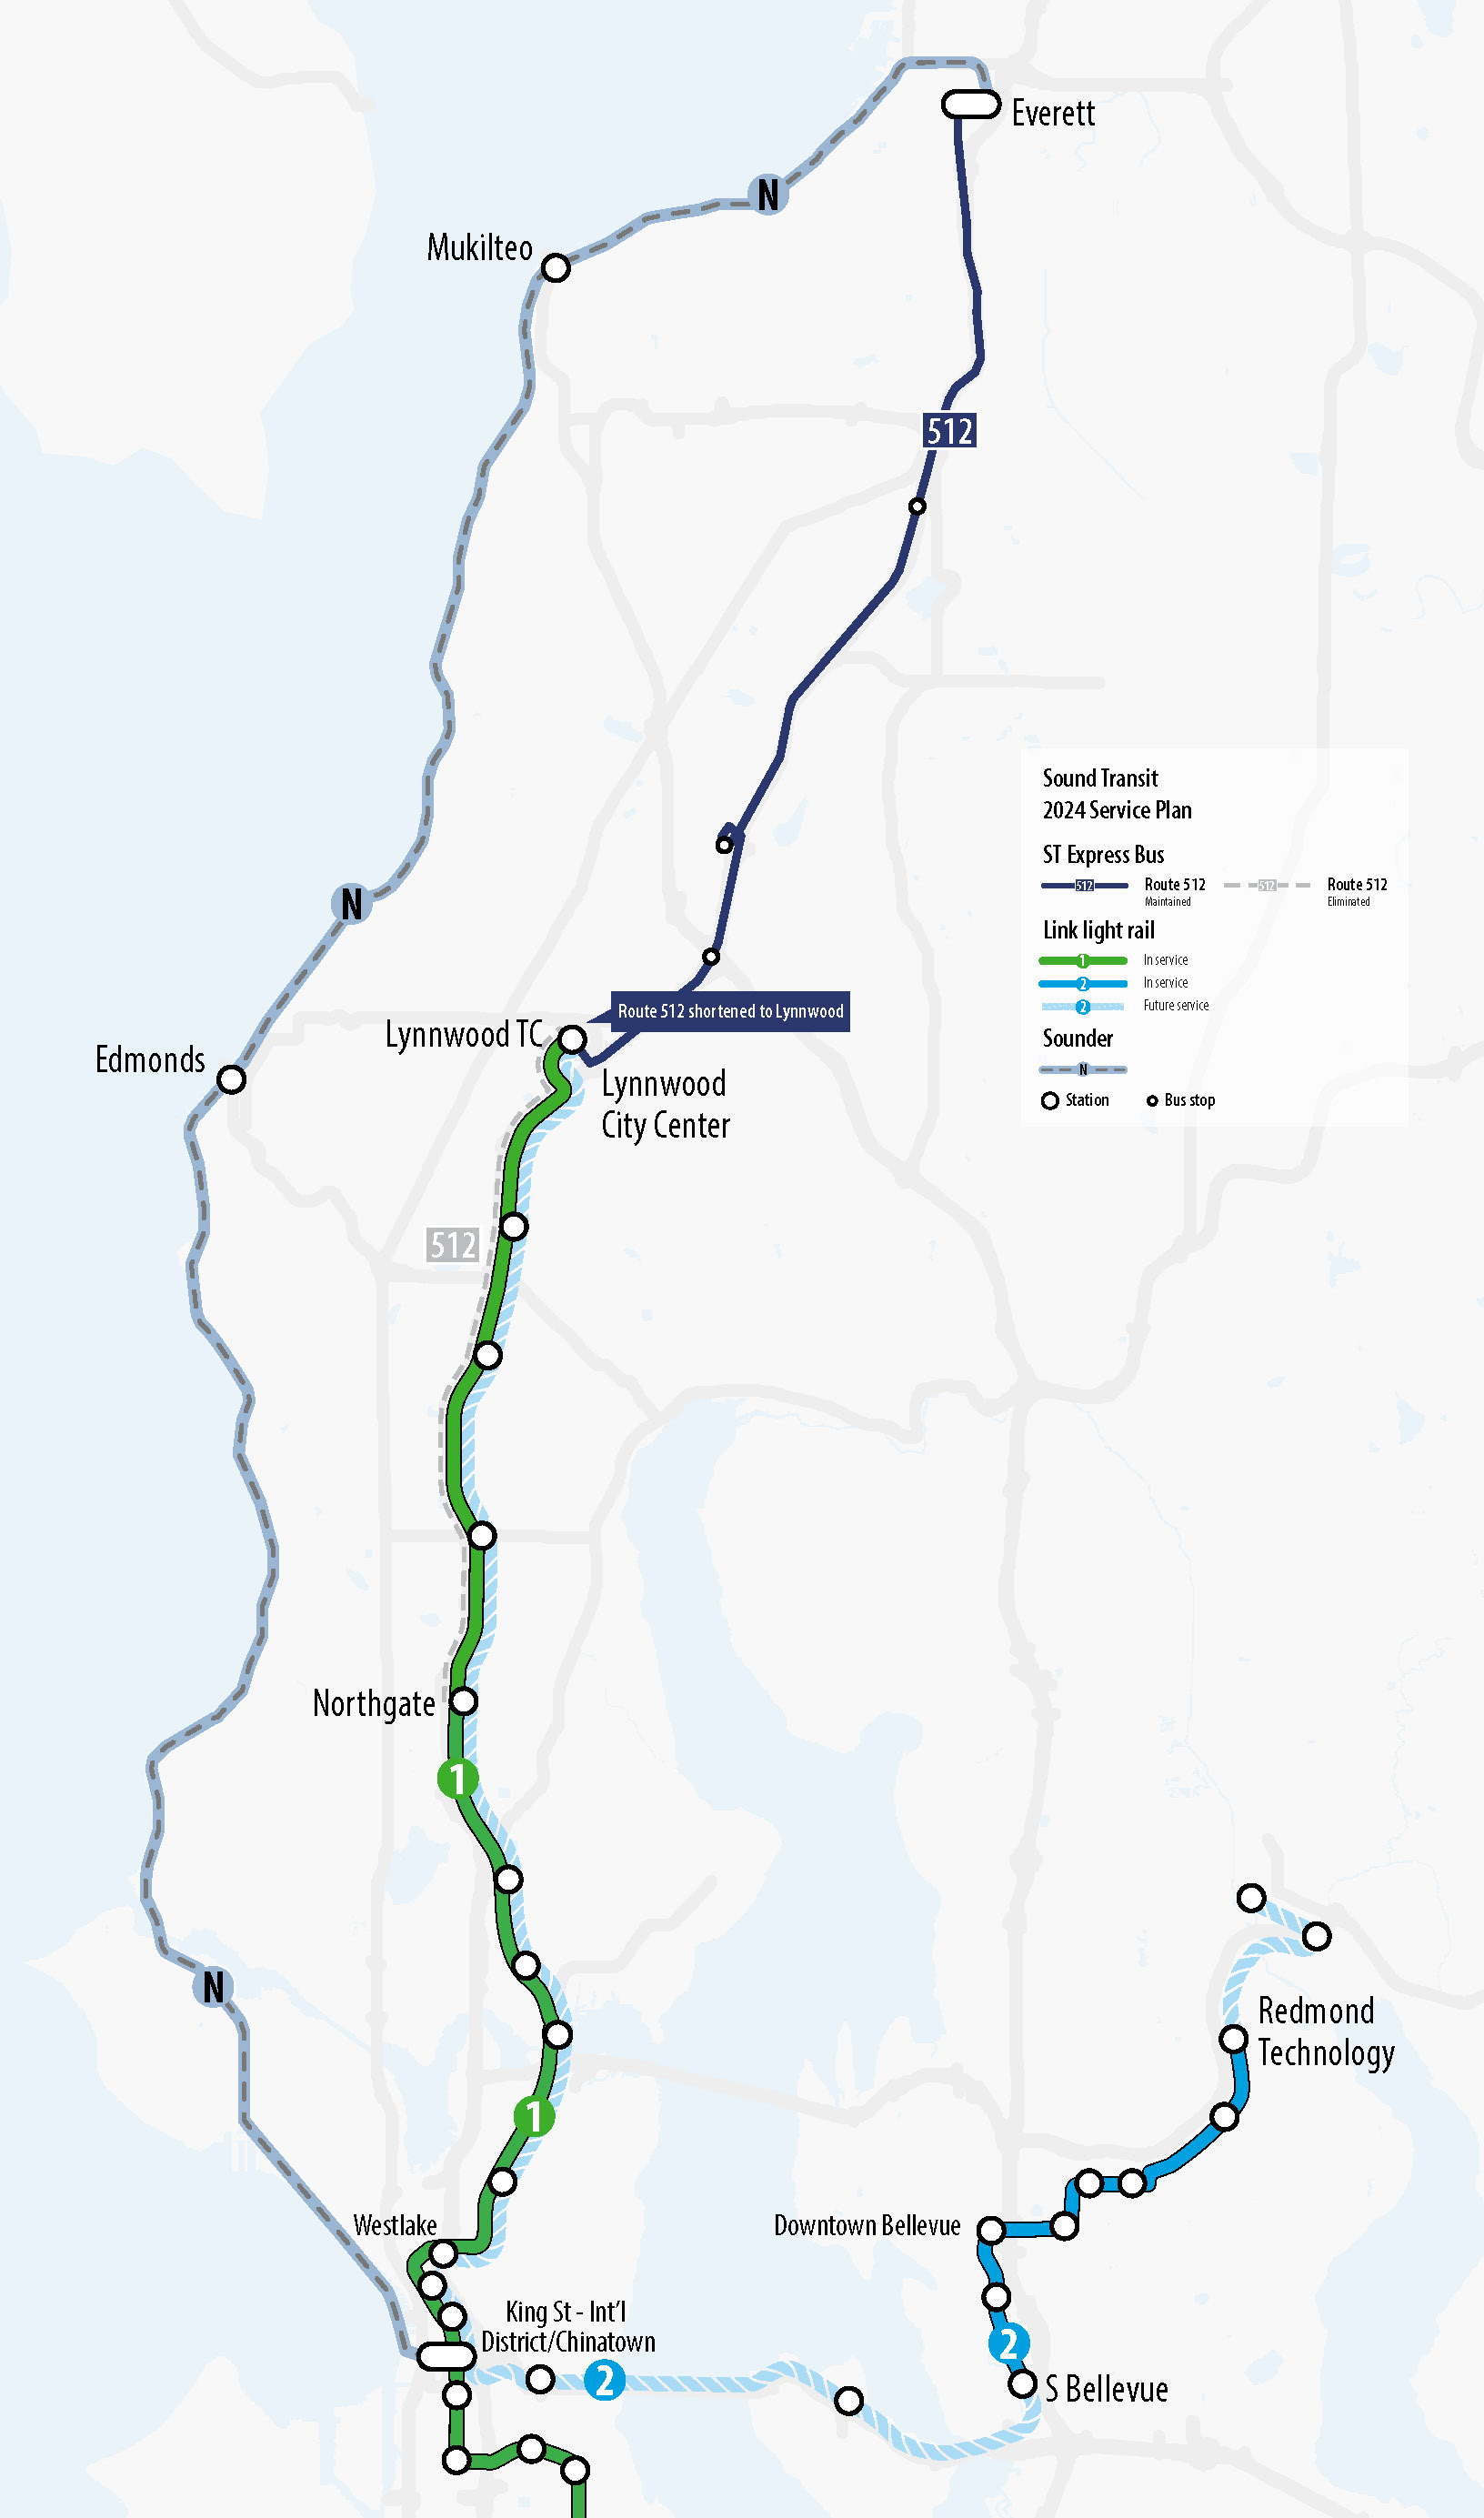 Everett
N
Mukilteo
512
Sound Transit
2024 Service Plan
ST Express Bus
512 Route 512 512 Route 512
Maintained Eliminated
N
Link light rail
1 In service
2 In service
2 Future service
Route 512 shortened to Lynnwood
Lynnwood TC
Sounder
Edmonds
N
Lynnwood
City Center
Station Bus stop
512
Northgate
1
N
Redmond
Technology
1
Westlake
Downtown Bellevue
King St - Int'l
District/Chinatown
2
2
S Bellevue